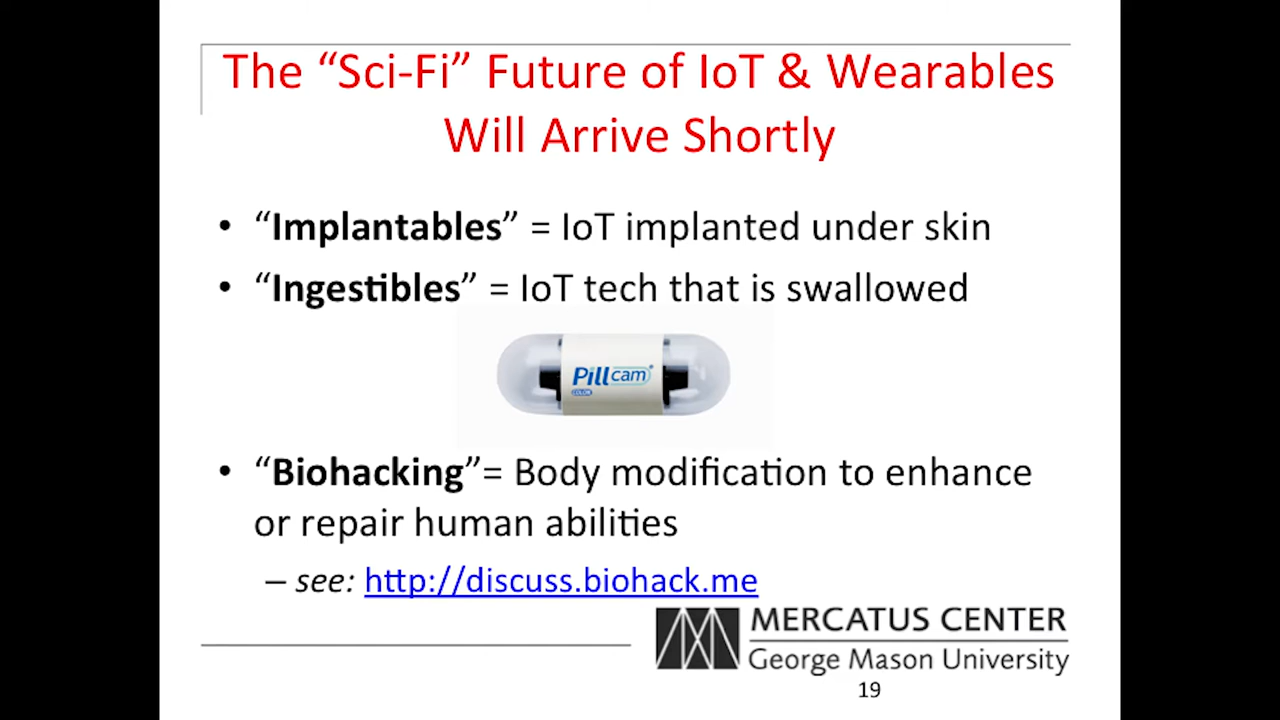 The “Sci-Fi” Future of IoT & Wearables
Will Arrive Shortly
• “Implantables” = IoT implanted under skin
• “Ingestibles” = IoT tech that is swallowed
Pillcam
COLON
• “Biohacking”= Body modification to enhance
or repair human abilities
– see: http://discuss.biohack.me
MERCATUS CENTER
George Mason University
19